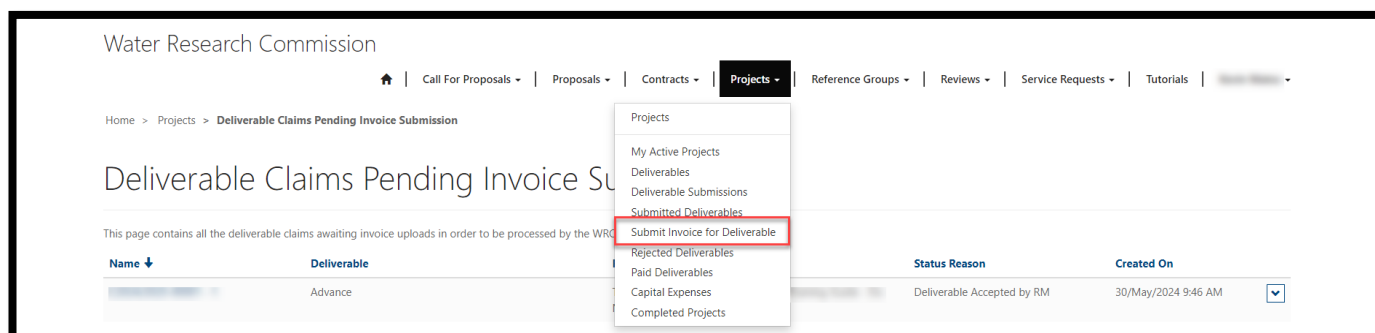 Water Research Commission
Call For Proposals
Proposals
Contracts
Projects
Reference Groups
Reviews
Service Requests
Tutorials
Home > Projects > Deliverable Claims Pending Invoice Submission
Projects
My Active Projects
Deliverables
Deliverable Submissions
Submitted Deliverables
Submit Invoice for Deliverable
Rejected Deliverables
Paid Deliverables
Capital Expenses
Completed Projects
Deliverable Claims Pending Invoice
This page contains all the deliverable claims awaiting invoice uploads in order to be processed by the
Name Deliverable Status Reason Created On
Advance Deliverable Accepted by RM 30/May/2024 9:46 AM